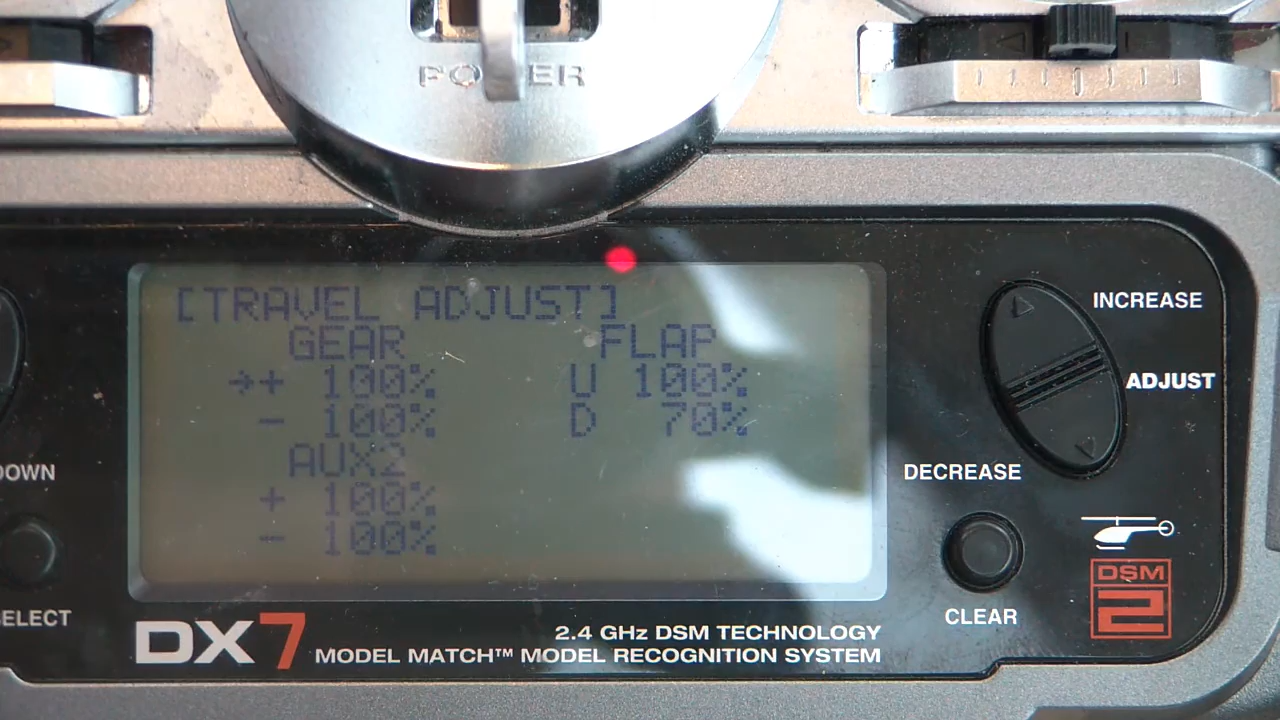 POWER
[TRAVEL ADJUST]
GEAR FLAP
→+ 100% U 100%
- 100% D 70%
AUX2
+ 100%
- 100%
INCREASE
ADJUST
DECREASE
CLEAR
DOWN
SELECT
DSM
2
DX7
2.4 GHz DSM TECHNOLOGY
MODEL MATCH™ MODEL RECOGNITION SYSTEM